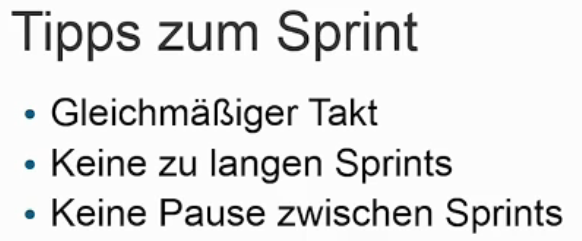 Tipps zum Sprint
• Gleichmäßiger Takt
• Keine zu langen Sprints
• Keine Pause zwischen Sprints